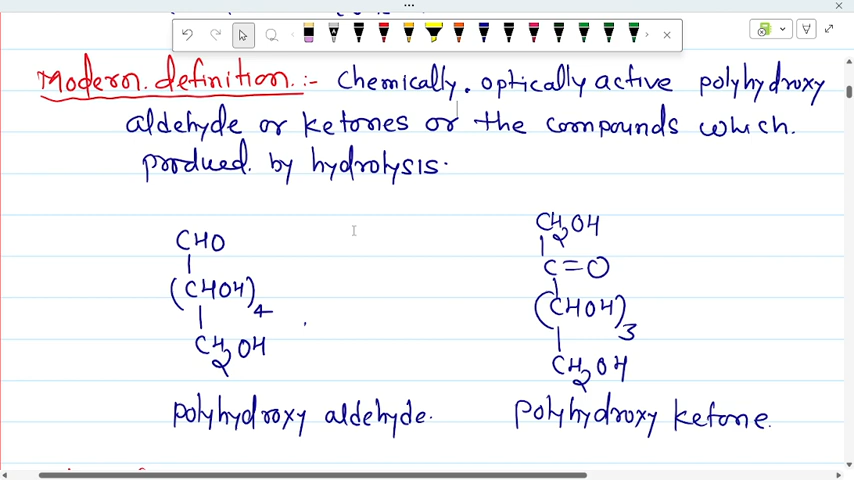 Modern definition :- Chemically. optically active polyhydroxy
aldehyde or ketones or the compounds which.
produced by hydrolysis.
CHO
(CHOH)4
CH2OH
polyhydroxy aldehyde.
CH2OH
C=O
(CHOH)3
CH2OH
polyhydroxy ketone.